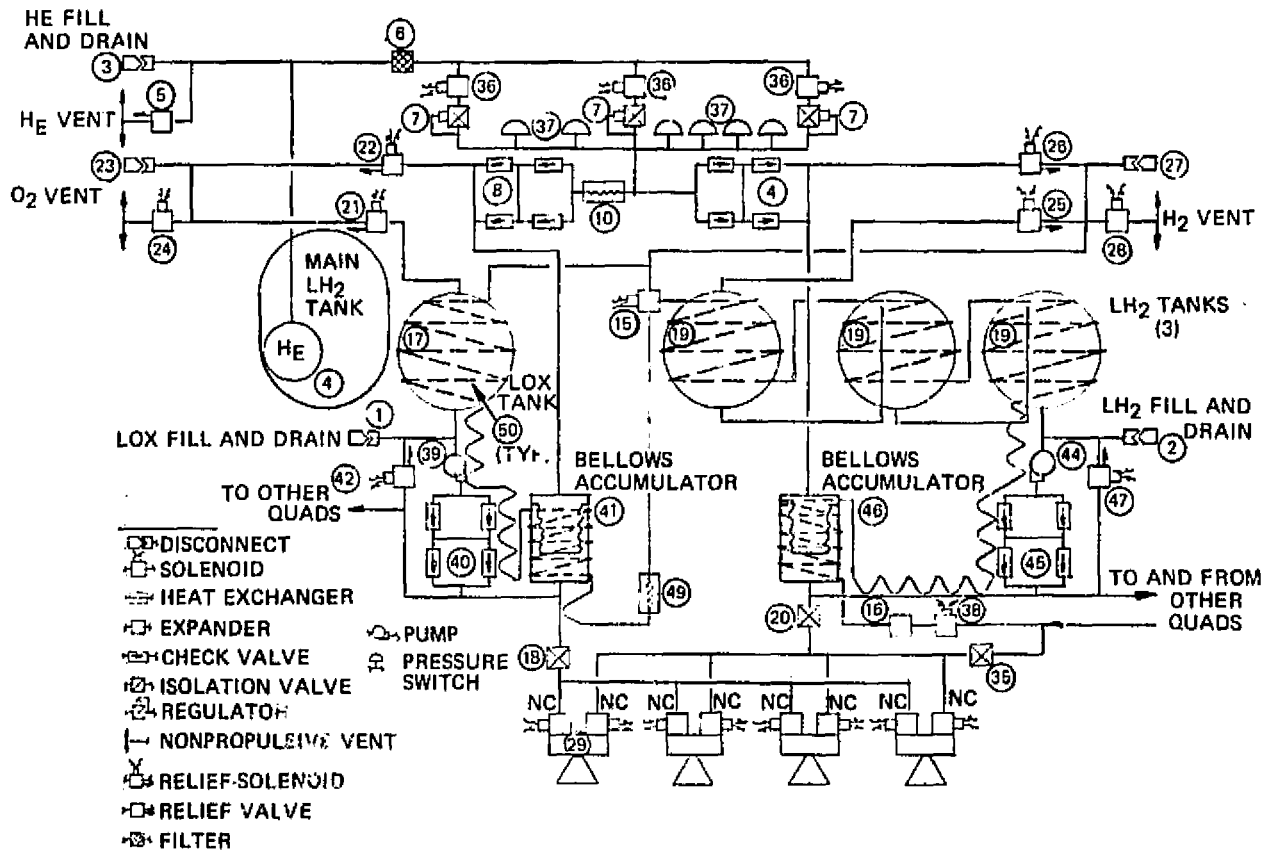 HE FILL
AND DRAIN
3
6
36
36
36
5
HE VENT
7
7
7
37
37
23
22
26
27
8
4
10
O2 VENT
21
25
H2 VENT
24
28
MAIN
LH2
TANK
17
15
19
19
19
LH2 TANKS
(3)
HE
4
LOX
TANK
1
50
LOX FILL AND DRAIN
LH2 FILL AND
DRAIN
2
39
(TYP.
44
42
BELLOWS
ACCUMULATOR
BELLOWS
ACCUMULATOR
47
TO OTHER
QUADS
41
46
40
45
DISCONNECT
SOLENOID
HEAT EXCHANGER
EXPANDER
CHECK VALVE
ISOLATION VALVE
REGULATOR
NONPROPULSIVE VENT
RELIEF-SOLENOID
RELIEF VALVE
FILTER
PUMP
PRESSURE
SWITCH
49
20
16
38
TO AND FROM
OTHER
QUADS
18
35
NC NC NC NC NC NC
29